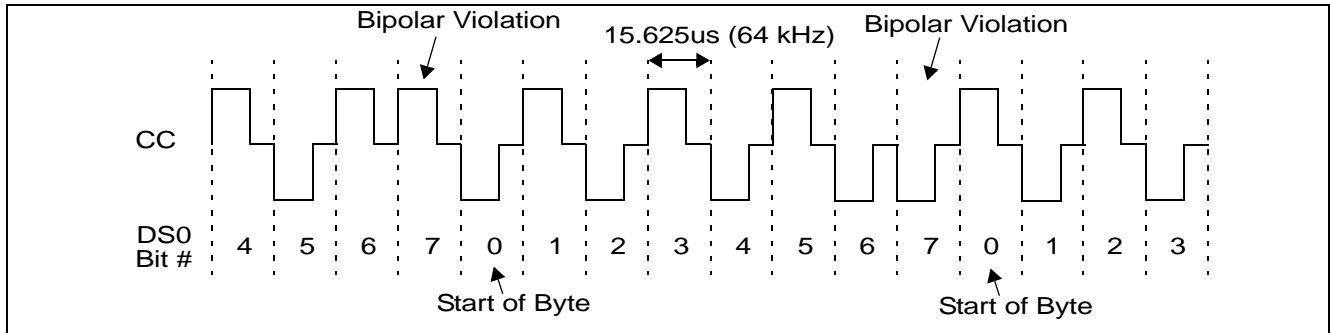 Bipolar Violation
15.625us (64 kHz)
Bipolar Violation
CC
DS0
Bit #
4 5 6 7 0 1 2 3 4 5 6 7 0 1 2 3
Start of Byte
Start of Byte